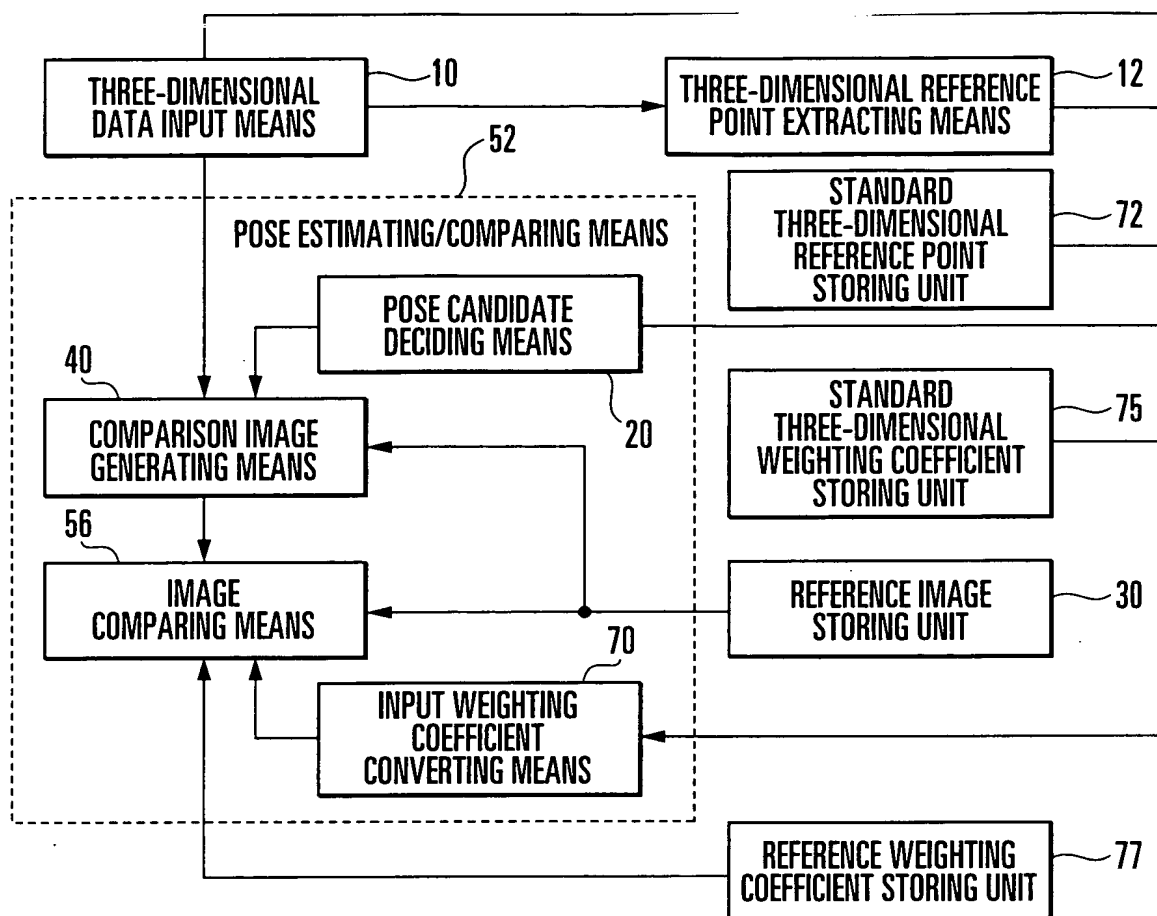 THREE-DIMENSIONAL
DATA INPUT MEANS
10
THREE-DIMENSIONAL REFERENCE
POINT EXTRACTING MEANS
12
52
POSE ESTIMATING/COMPARING MEANS
STANDARD
THREE-DIMENSIONAL
REFERENCE POINT
STORING UNIT
72
POSE CANDIDATE
DECIDING MEANS
20
40
COMPARISON IMAGE
GENERATING MEANS
STANDARD
THREE-DIMENSIONAL
WEIGHTING COEFFICIENT
STORING UNIT
75
56
IMAGE
COMPARING MEANS
REFERENCE IMAGE
STORING UNIT
30
70
INPUT WEIGHTING
COEFFICIENT
CONVERTING MEANS
REFERENCE WEIGHTING
COEFFICIENT STORING UNIT
77